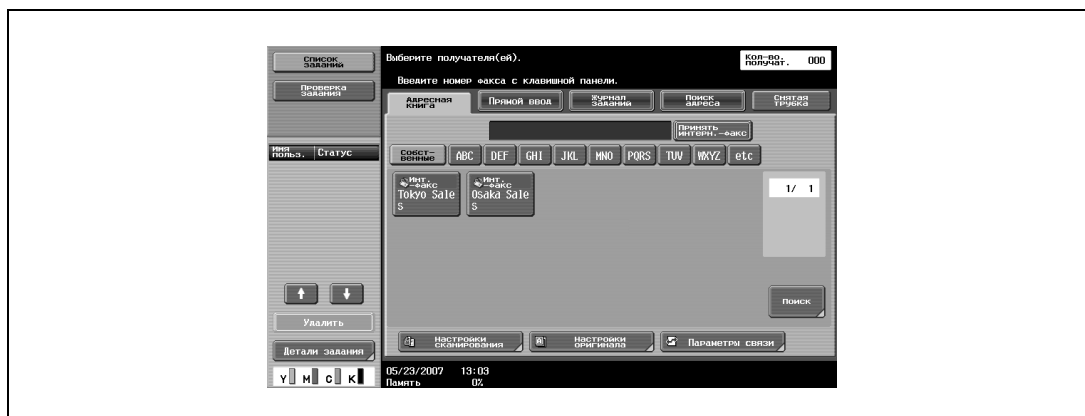 Список
заданий
Проверка
задания
Имя
польз.
Статус
Удалить
Детали задания
Y M C K
Выберите получателя(ей).
Кол-во.
получат.
000
Введите номер факса с клавишной панели.
Адресная
книга
Прямой ввод
Журнал
заданий
Поиск
адреса
Снятая
трубка
Принять
интерн.-факс
Собст-
венные
ABC DEF GHI JKL MNO PQRS TUV WXYZ etc
Инт.
-факс
Tokyo Sale
s
Инт.
-факс
Osaka Sale
s
1/ 1
Поиск
Настройки
сканирования
Настройки
оригинала
Параметры связи
05/23/2007 13:03
Память 0%